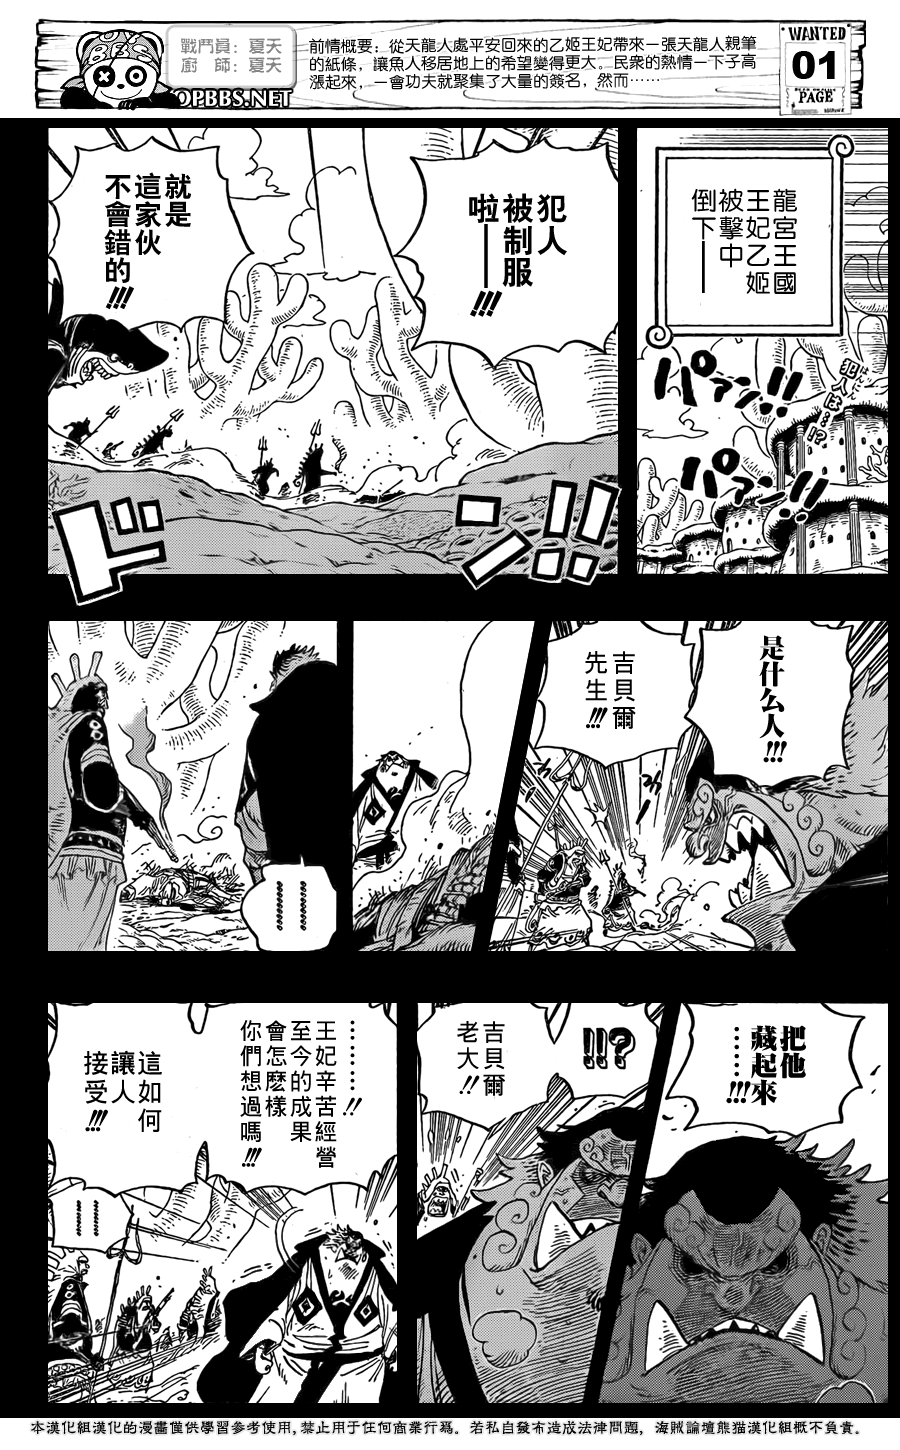 戰鬥員：夏天
廚　師：夏天
OPBBS.NET
前情概要：從天龍人處平安回來的乙姬王妃帶來一張天龍人親筆
的紙條，讓魚人移居地上的希望變得更大。民衆的熱情一下子高
漲起來，一會功夫就聚集了大量的簽名，然而……
WANTED
01
PAGE
龍宮王國
王妃乙姬
被擊中
倒下──
パァン!!
犯人は…!?
パァン!!
犯人
被制服
啦──!!!
就是
這家伙
不會錯的!!!
ドン!!
是什么人!!!
吉貝爾
先生!!!
………
………
把他
藏起來
……!!!
!!?
吉貝爾
老大!!
………!!
王妃辛苦經營
至今的成果
會怎麽樣
你們想過嗎!!!
這如何
讓人
接受!!!
……
……
本漢化組漢化的漫畫僅供學習參考使用,禁止用于任何商業行爲。若私自發布造成法律問題，海賊論壇熊猫漢化組概不負責。